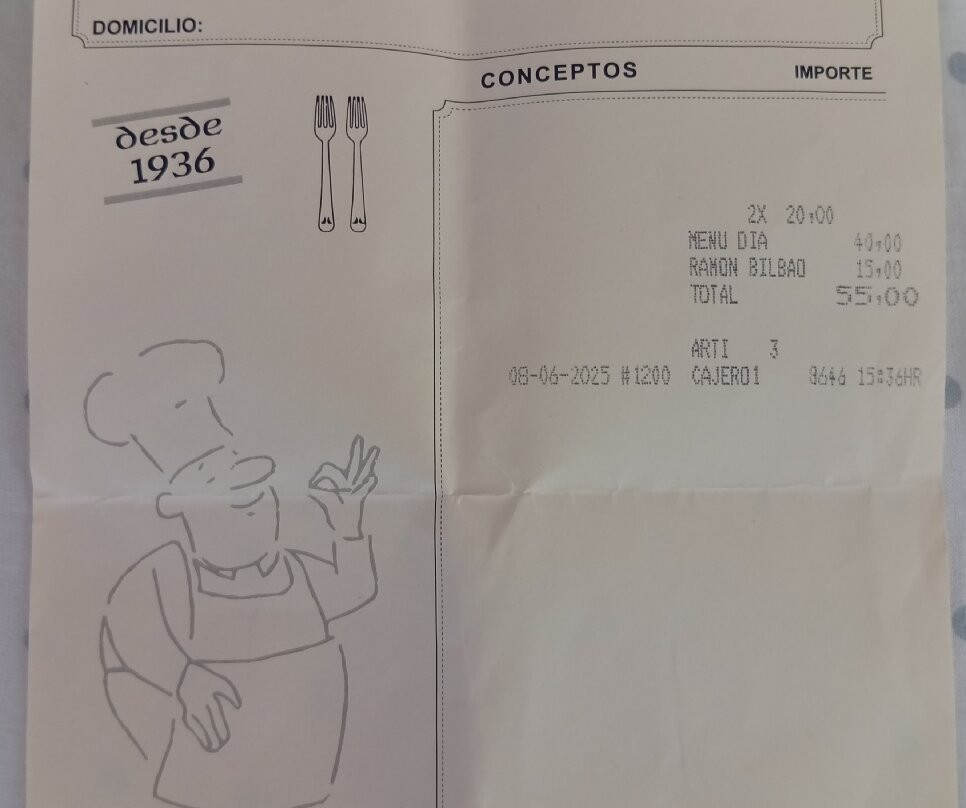 DOMICILIO:
CONCEPTOS IMPORTE
desde
1936
2X 20,00
MENU DIA 40,00
RAMON BILBAO 15,00
TOTAL 55,00
ARTI 3
08-06-2025 #1200 CAJERO1 8646 15:36HR